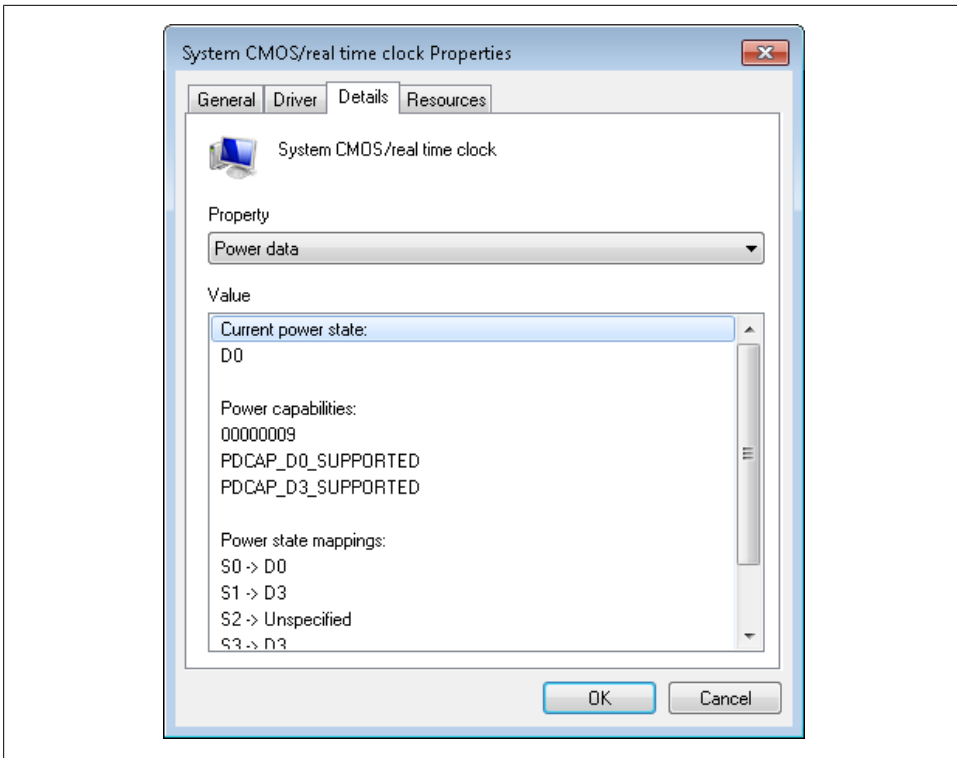 System CMOS/real time clock Properties
General Driver Details Resources
System CMOS/real time clock
Property
Power data
Value
Current power state:
D0
Power capabilities:
00000009
PDCAP_D0_SUPPORTED
PDCAP_D3_SUPPORTED
Power state mappings:
S0 -> D0
S1 -> D3
S2 -> Unspecified
S3 -> D3
OK Cancel